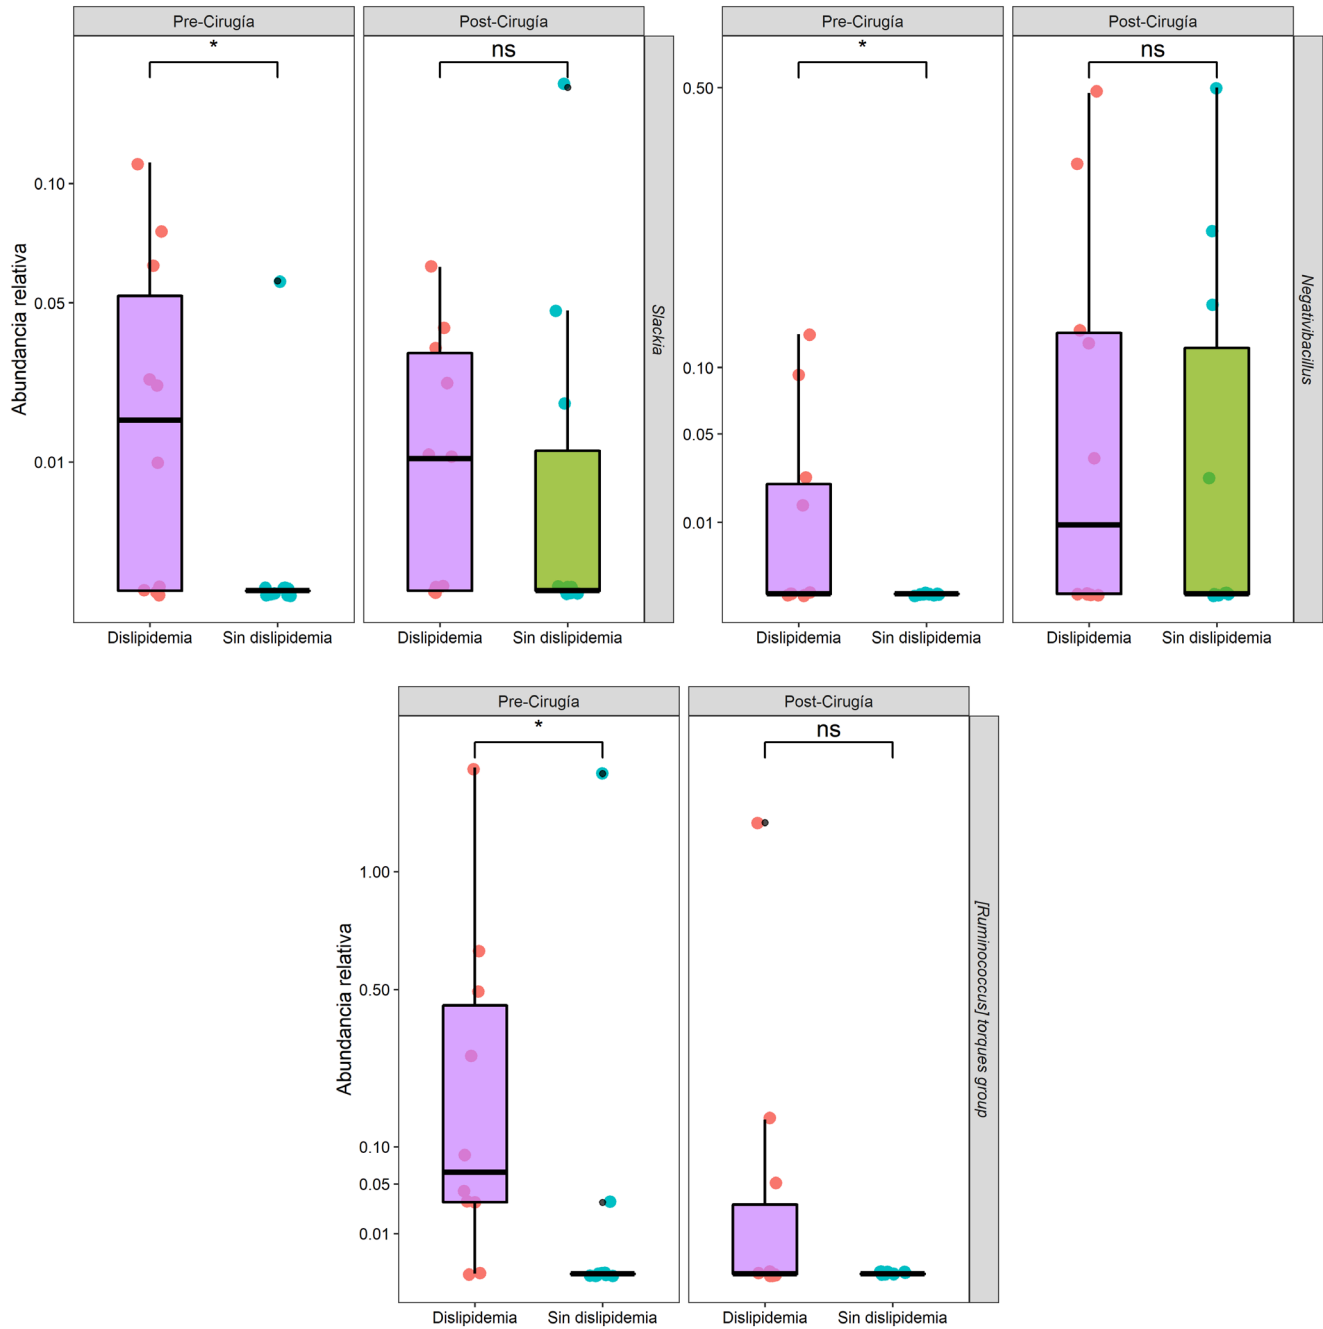 Pre-Cirugía
Post-Cirugía
*
ns
0.10
0.05
0.01
Abundancia relativa
Slackia
Dislipidemia
Sin dislipidemia
Dislipidemia
Sin dislipidemia
Pre-Cirugía
Post-Cirugía
*
ns
0.50
0.10
0.05
0.01
Negativibacillus
Dislipidemia
Sin dislipidemia
Dislipidemia
Sin dislipidemia
Pre-Cirugía
Post-Cirugía
*
ns
1.00
0.50
0.10
0.05
0.01
Abundancia relativa
[Ruminococcus] torques group
Dislipidemia
Sin dislipidemia
Dislipidemia
Sin dislipidemia